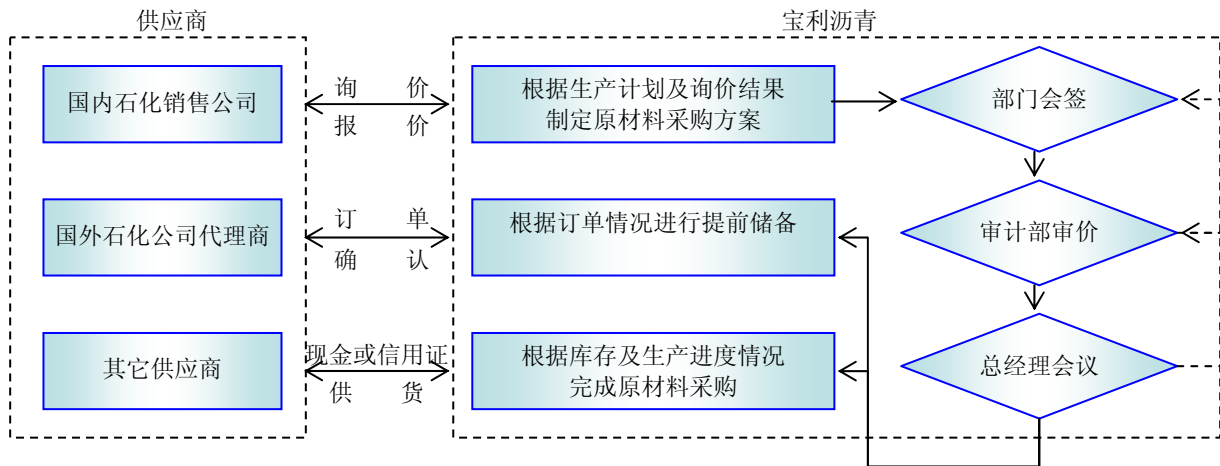 供应商
宝利沥青
国内石化销售公司
询 价
报 价
根据生产计划及询价结果
制定原材料采购方案
部门会签
国外石化公司代理商
订 单
确 认
根据订单情况进行提前储备
审计部审价
其它供应商
现金或信用证
供 货
根据库存及生产进度情况
完成原材料采购
总经理会议